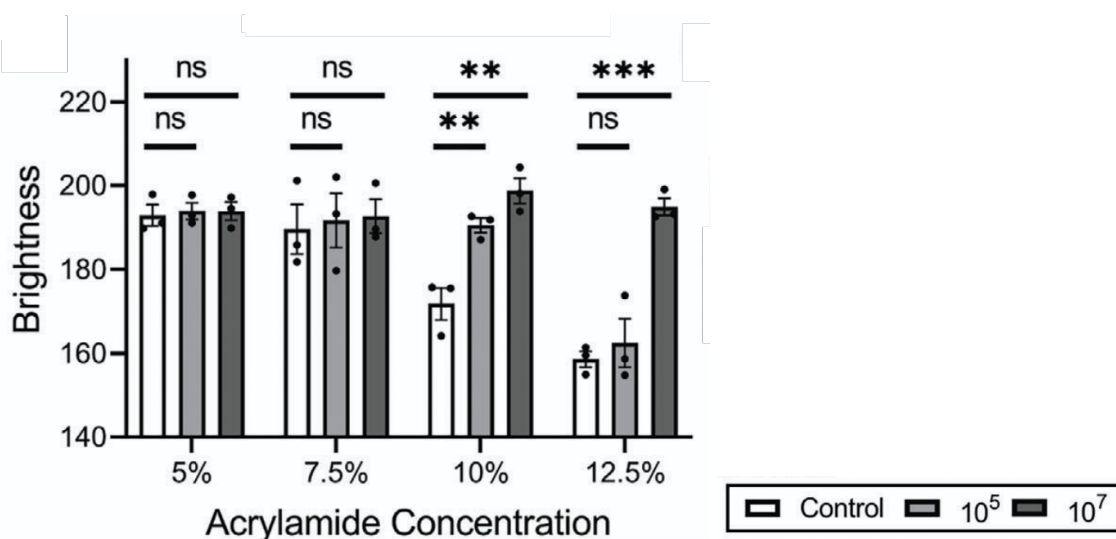 ns ns ** ***
220
ns ns ** ns
200
180
160
140
Brightness
5% 7.5% 10% 12.5%
Acrylamide Concentration
Control 10⁵ 10⁷